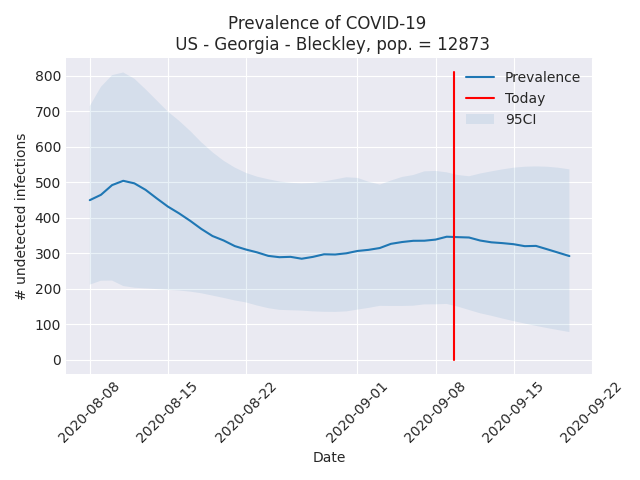 Prevalence of COVID-19
US - Georgia - Bleckley, pop. = 12873
800
700
600
500
400
300
200
100
0
# undetected infections
Prevalence
Today
95CI
2020-08-08
2020-08-15
2020-08-22
2020-09-01
2020-09-08
2020-09-15
2020-09-22
Date